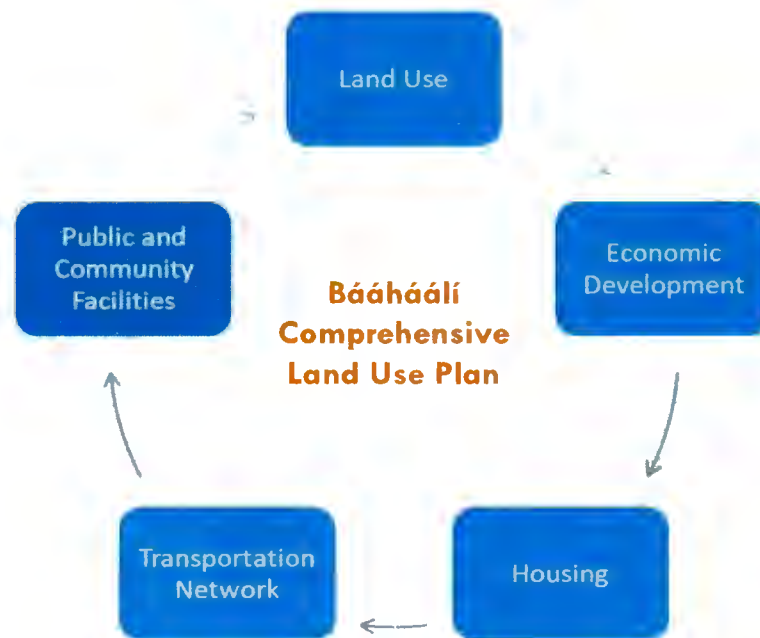 Land Use
Economic
Development
Housing
Transportation
Network
Public and
Community
Facilities
Bááháálí
Comprehensive
Land Use Plan